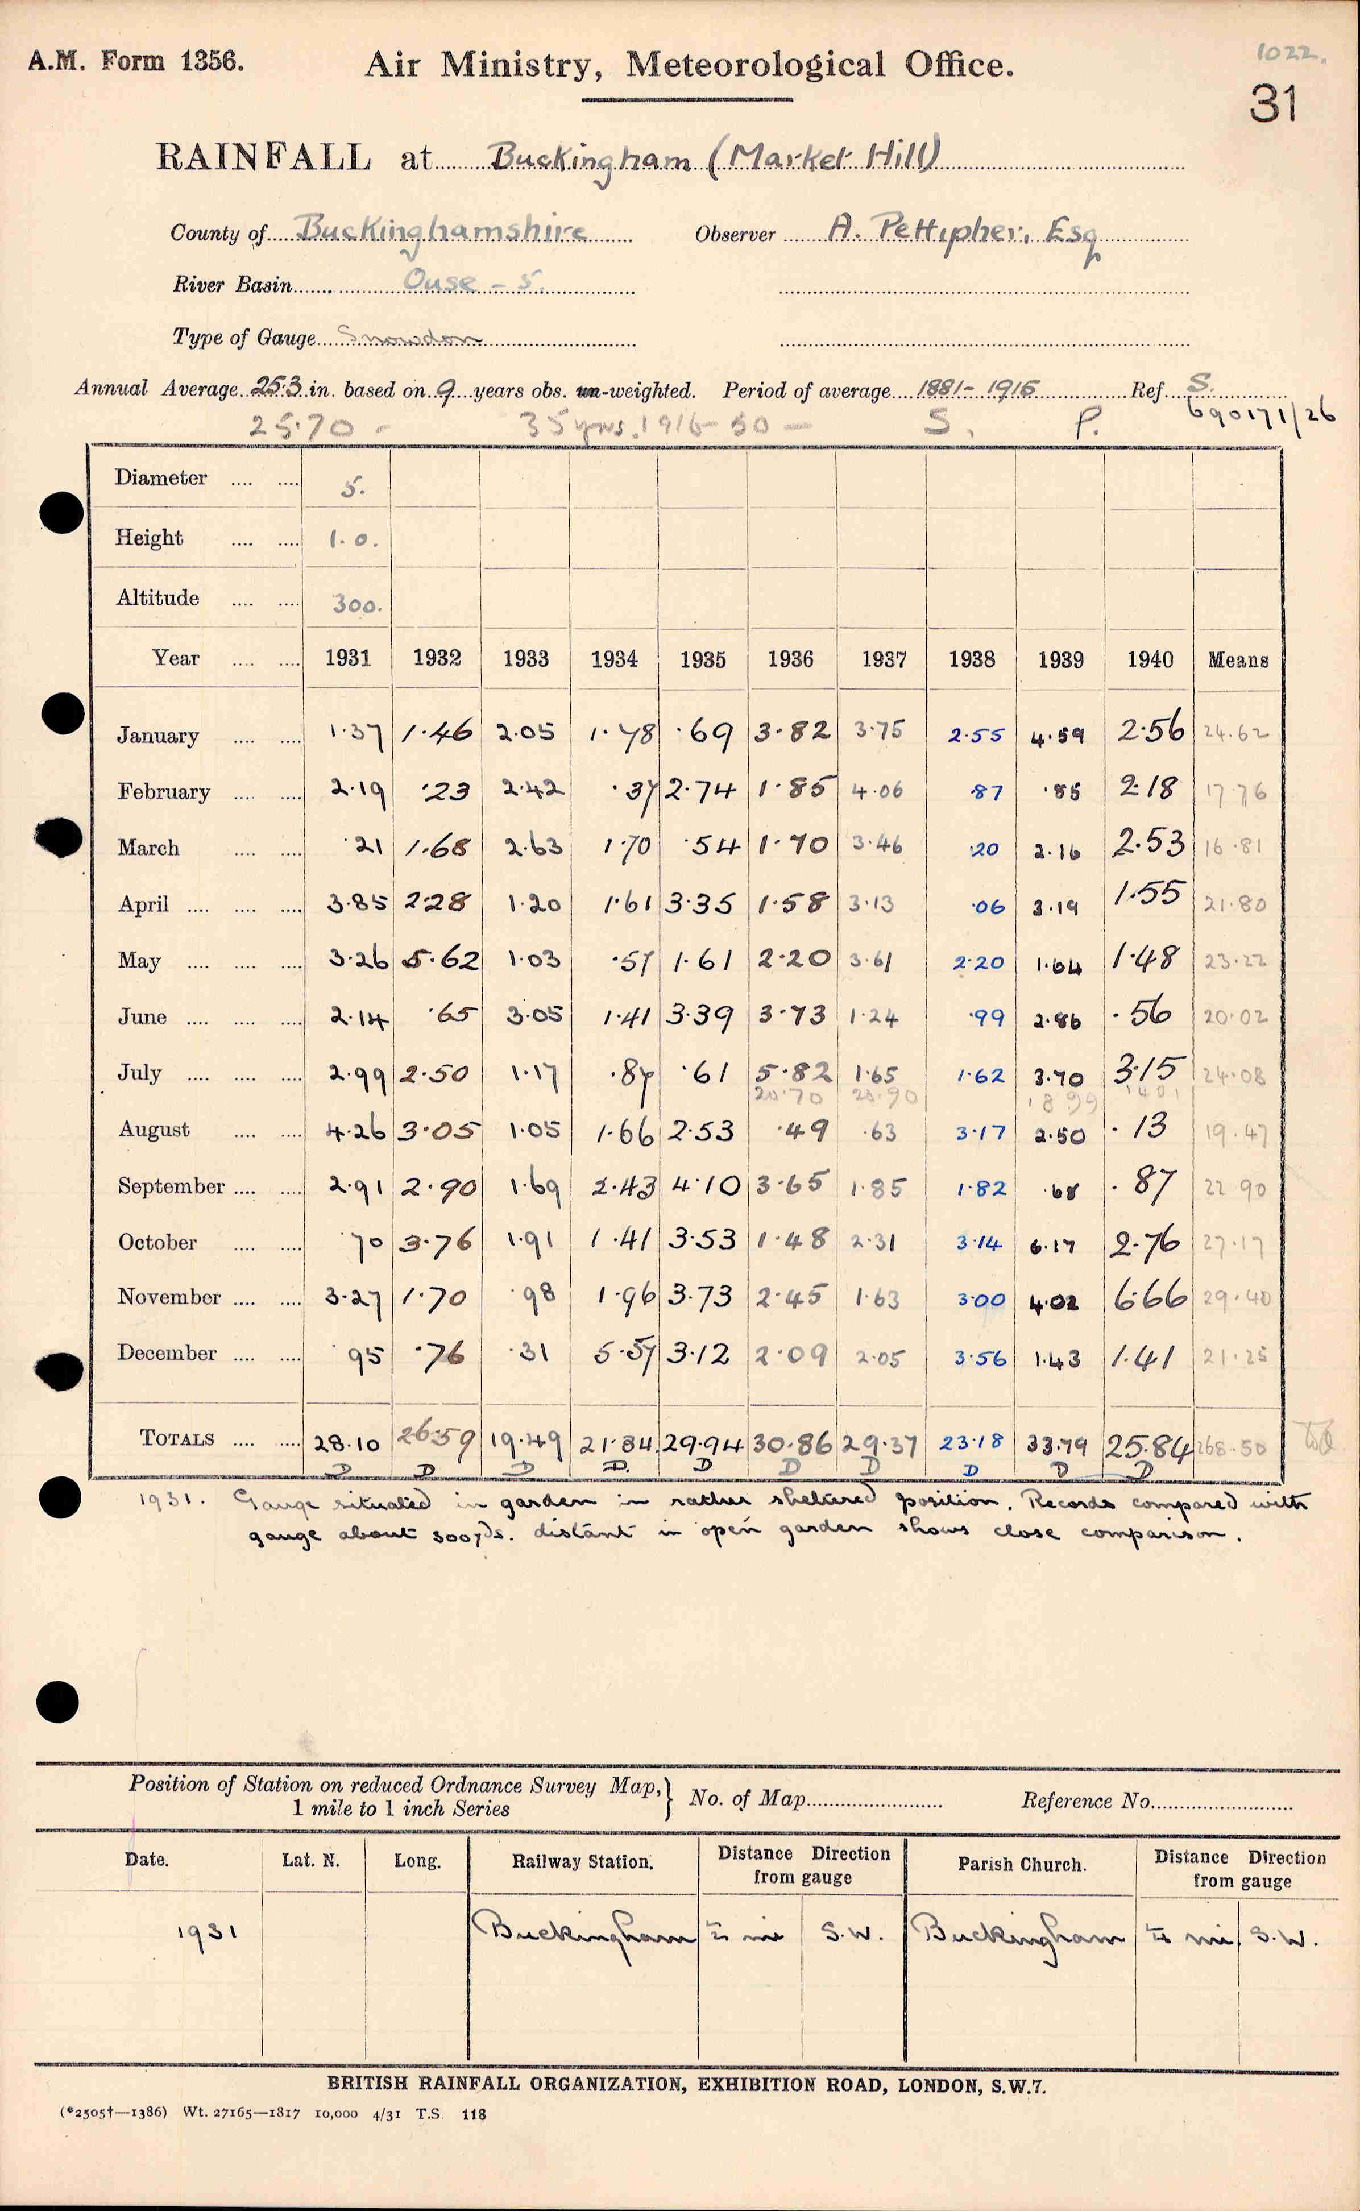 A.M. Form 1356. Air Ministry, Meteorological Office. 1022.
31
RAINFALL at Buckingham (Market Hill)
County of Buckinghamshire Observer A. Pettipher, Esq
River Basin Ouse - 5.
Type of Gauge Snowdon
Annual Average 25.3 in. based on 9 years obs. un-weighted. Period of average 1881-1915 Ref. S.
25.70 - 35 yrs. 1916-50 - S. P. 690171/26
Diameter 5.
Height 1.0.
Altitude 300.
Year 1931 1932 1933 1934 1935 1936 1937 1938 1939 1940 Means
January 1.37 1.46 2.05 1.78 .69 3.82 3.75 2.55 4.59 2.56 24.62
February 2.19 .23 2.42 .37 2.74 1.85 4.06 .87 .85 2.18 17.76
March .21 1.68 2.63 1.70 .54 1.70 3.46 .20 2.16 2.53 16.81
April 3.85 2.28 1.20 1.61 3.35 1.58 3.13 .06 3.19 1.55 21.80
May 3.26 5.62 1.03 .57 1.61 2.20 3.61 2.20 1.64 1.48 23.22
June 2.14 .65 3.05 1.41 3.39 3.73 1.24 .99 2.86 .56 20.02
July 2.99 2.50 1.17 .87 .61 5.82 1.65 1.62 3.70 3.15 24.08
20.70 20.90 18.99 1401
August 4.26 3.05 1.05 1.66 2.53 .49 .63 3.17 2.50 .13 19.47
September 2.91 2.90 1.69 2.43 4.10 3.65 1.85 1.82 .68 .87 22.90
October .70 3.76 1.91 1.41 3.53 1.48 2.31 3.14 6.17 2.76 27.17
November 3.27 1.70 .98 1.96 3.73 2.45 1.63 3.00 4.02 6.66 29.40
December .95 .76 .31 5.57 3.12 2.09 2.05 3.56 1.43 1.41 21.25
TOTALS 28.10 26.59 19.49 21.34 29.94 30.86 29.37 23.18 33.79 25.84 268.50
D D D D. D D D D D D
1931. Gauge situated in garden in rather sheltered position. Records compared with
gauge about 300yds. distant in open garden shows close comparison.
Position of Station on reduced Ordnance Survey Map,} No. of Map Reference No.
1 mile to 1 inch Series
Date. Lat. N. Long. Railway Station. Distance Direction from gauge Parish Church. Distance Direction from gauge
1931 Buckingham ½ mi S.W. Buckingham ¼ mi. S.W.
BRITISH RAINFALL ORGANIZATION, EXHIBITION ROAD, LONDON, S.W.7.
(*2505†—1386) Wt. 27165—1817 10,000 4/31 T.S. 118